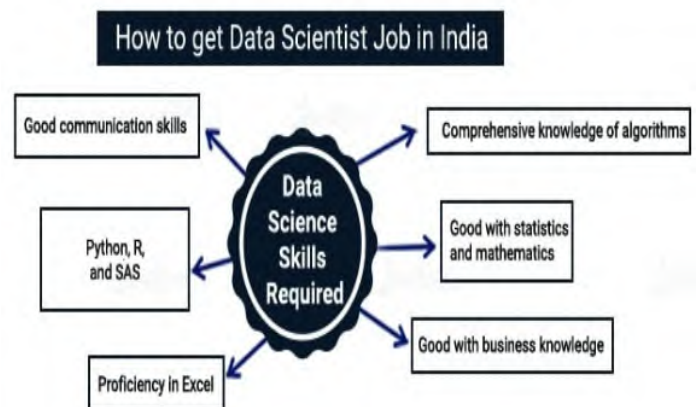 How to get Data Scientist Job in India
Good communication skills
Comprehensive knowledge of algorithms
Data
Science
Skills
Required
Python, R,
and SAS
Good with statistics
and mathematics
Good with business knowledge
Proficiency in Excel